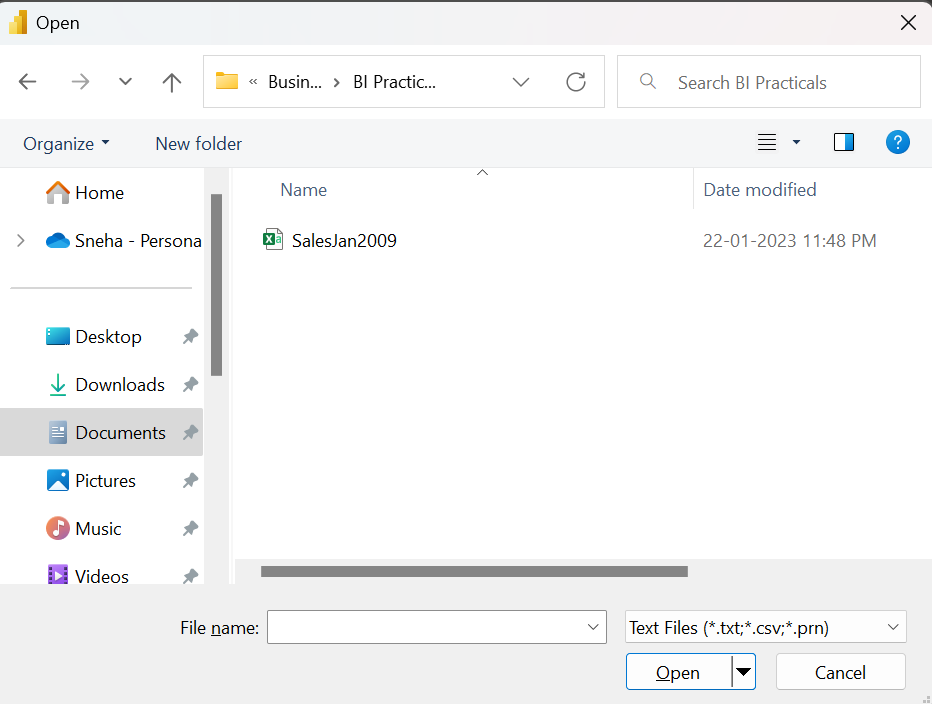 Open
« Busin... > BI Practic...
Search BI Practicals
Organize
New folder
?
Name
Date modified
Home
Sneha - Persona
SalesJan2009
22-01-2023 11:48 PM
Desktop
Downloads
Documents
Pictures
Music
Videos
File name:
Text Files (*.txt;*.csv;*.prn)
Open
Cancel